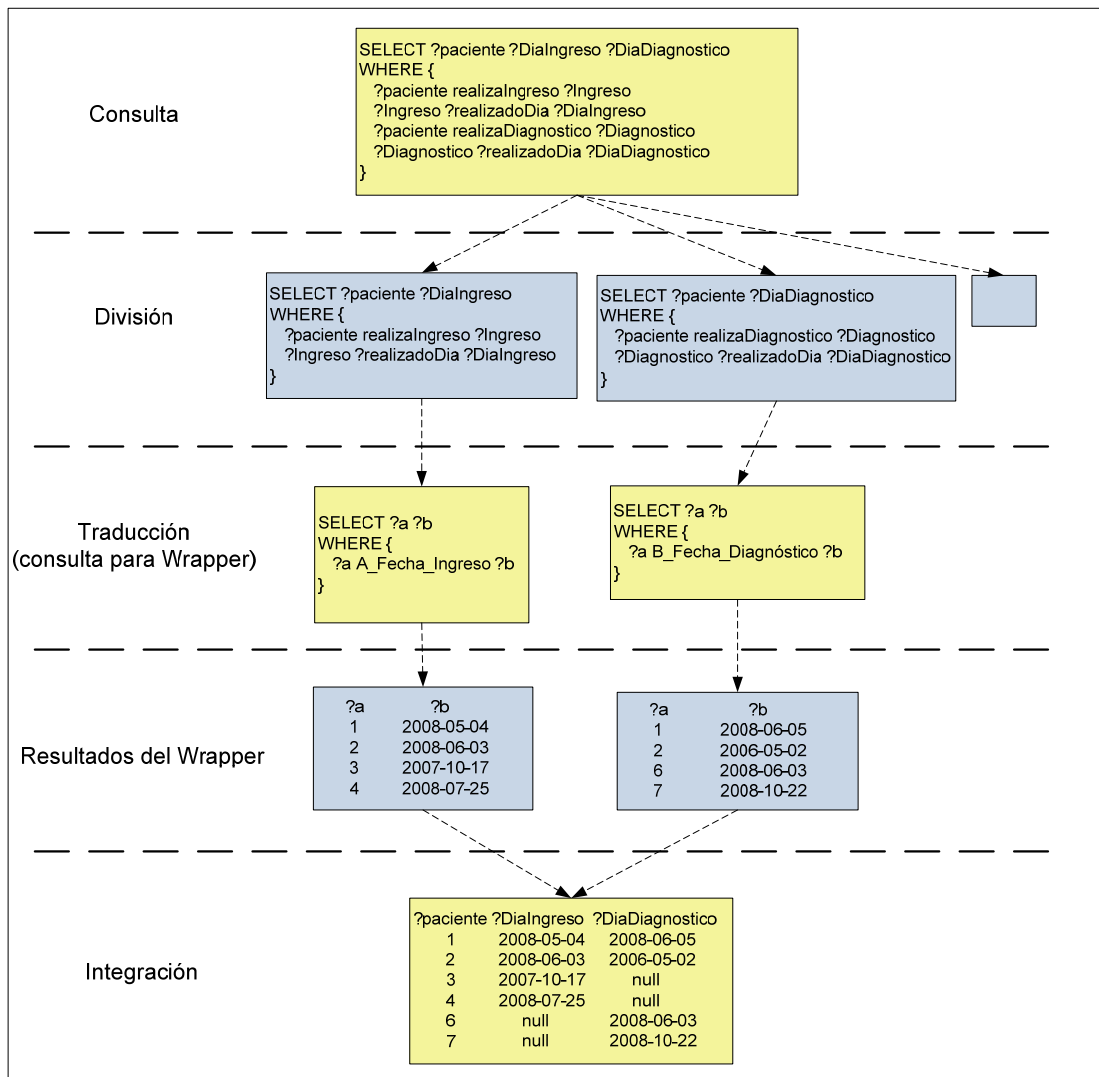 Consulta
SELECT ?paciente ?DiaIngreso ?DiaDiagnostico
WHERE {
?paciente realizaIngreso ?Ingreso
?Ingreso ?realizadoDia ?DiaIngreso
?paciente realizaDiagnostico ?Diagnostico
?Diagnostico ?realizadoDia ?DiaDiagnostico
}
División
SELECT ?paciente ?DiaIngreso
WHERE {
?paciente realizaIngreso ?Ingreso
?Ingreso ?realizadoDia ?DiaIngreso
}
SELECT ?paciente ?DiaDiagnostico
WHERE {
?paciente realizaDiagnostico ?Diagnostico
?Diagnostico ?realizadoDia ?DiaDiagnostico
}
Traducción
(consulta para Wrapper)
SELECT ?a ?b
WHERE {
?a A_Fecha_Ingreso ?b
}
SELECT ?a ?b
WHERE {
?a B_Fecha_Diagnóstico ?b
}
Resultados del Wrapper
?a ?b
1 2008-05-04
2 2008-06-03
3 2007-10-17
4 2008-07-25
?a ?b
1 2008-06-05
2 2006-05-02
6 2008-06-03
7 2008-10-22
Integración
?paciente ?DiaIngreso ?DiaDiagnostico
1 2008-05-04 2008-06-05
2 2008-06-03 2006-05-02
3 2007-10-17 null
4 2008-07-25 null
6 null 2008-06-03
7 null 2008-10-22